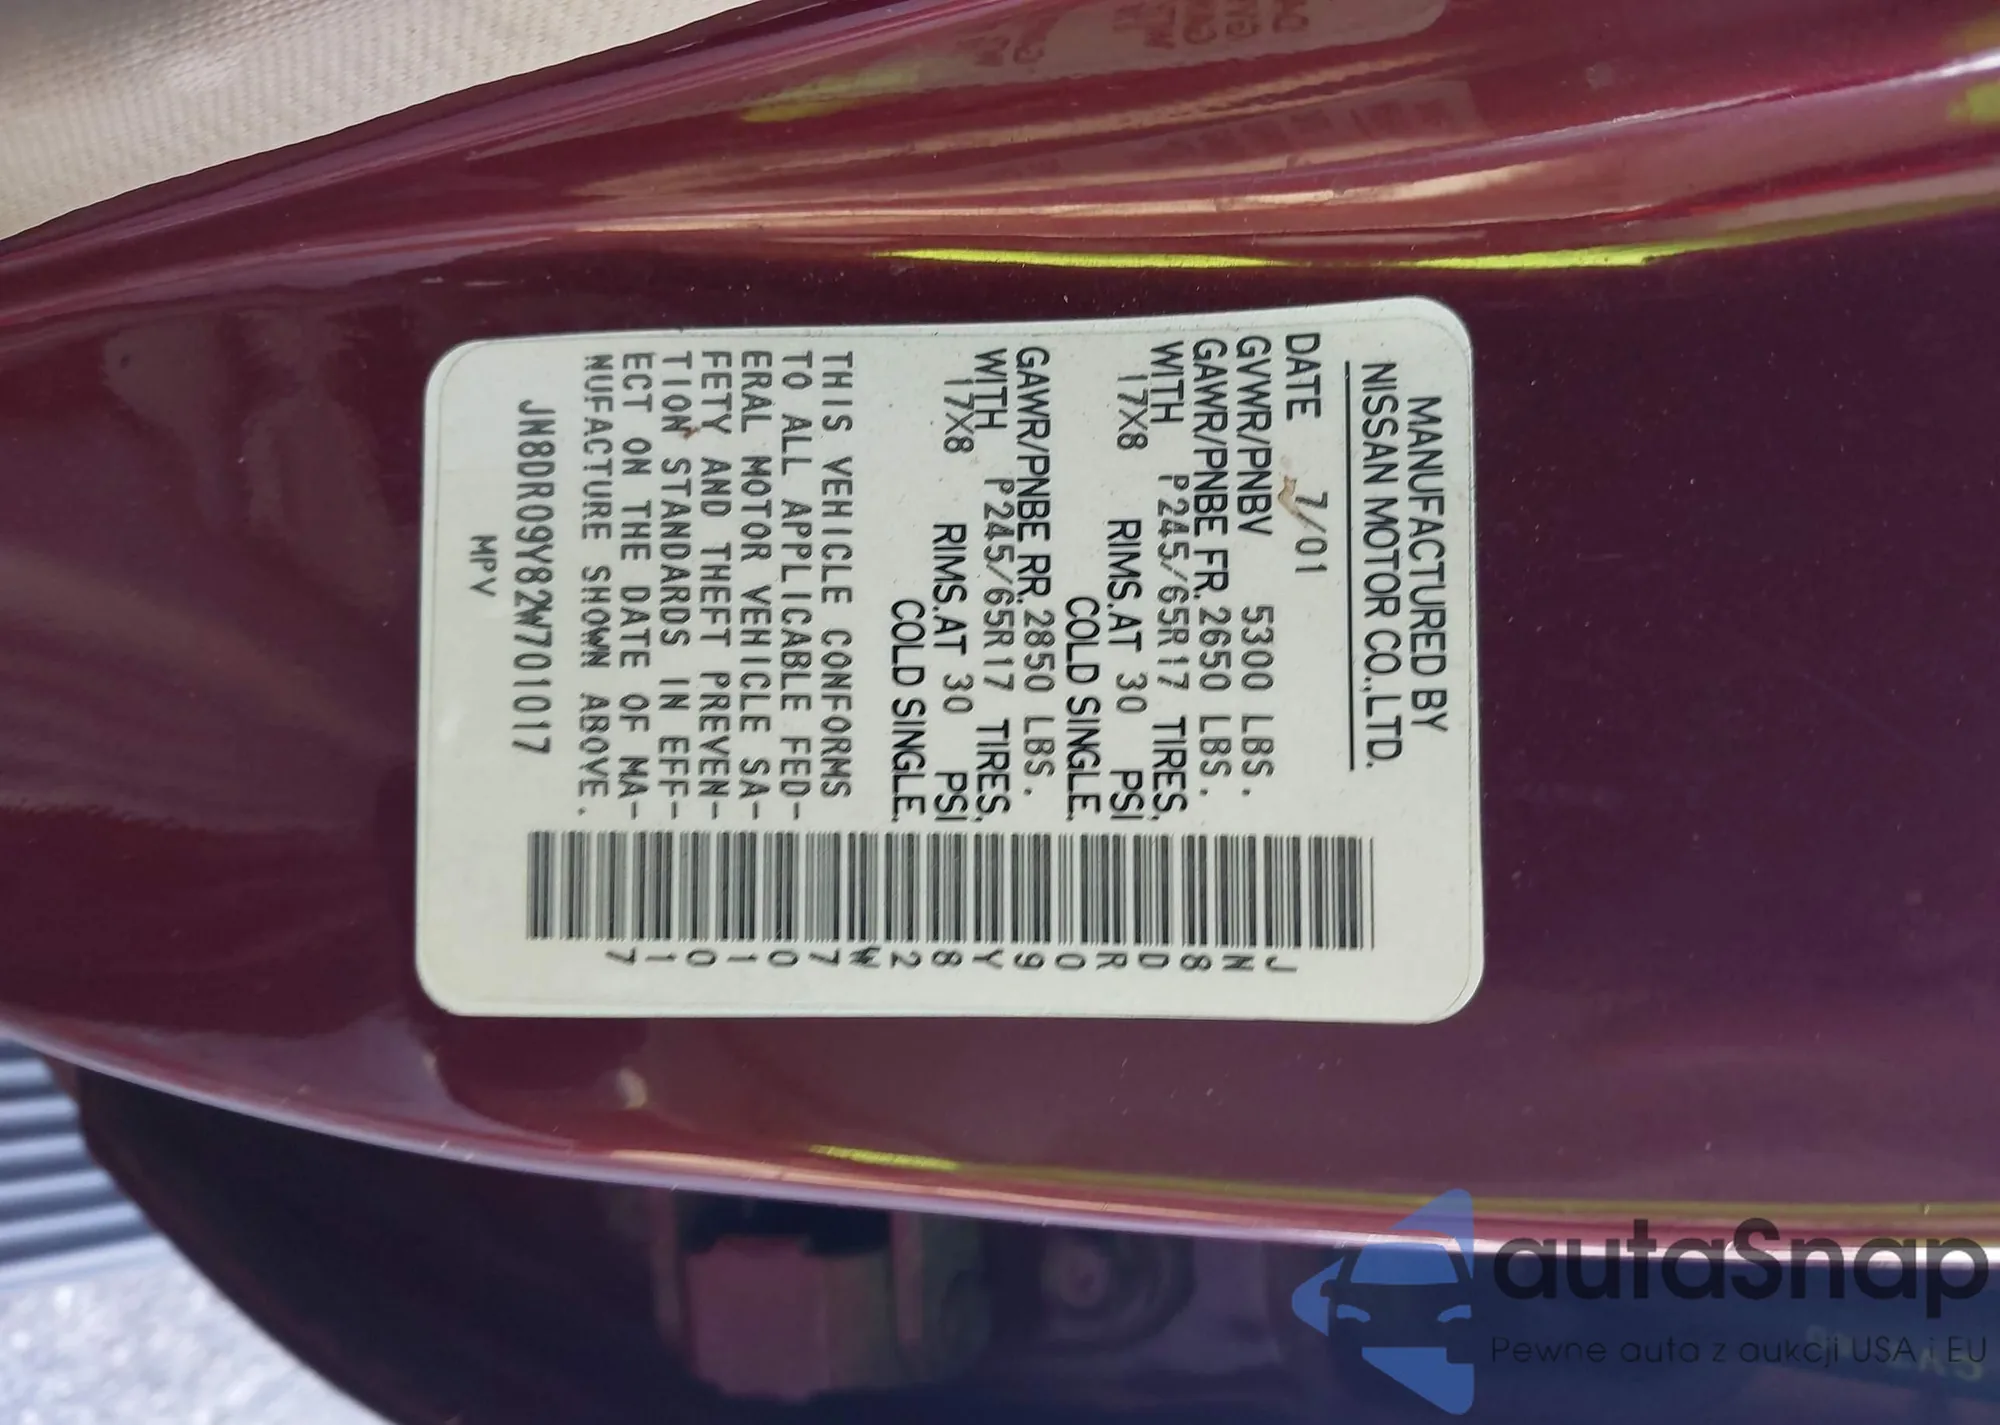 MANUFACTURED BY
NISSAN MOTOR CO.,LTD.
DATE 7/01
GVWR/PNBV 5300 LBS.
GAWR/PNBE FR. 2650 LBS.
WITH P245/65R17 TIRES,
17X8 RIMS.AT 30 PSI
COLD SINGLE.
GAWR/PNBE RR. 2850 LBS.
WITH P245/65R17 TIRES,
17X8 RIMS.AT 30 PSI
COLD SINGLE.
THIS VEHICLE CONFORMS
TO ALL APPLICABLE FED-
ERAL MOTOR VEHICLE SA-
FETY AND THEFT PREVEN-
TION STANDARDS IN EFF-
ECT ON THE DATE OF MA-
NUFACTURE SHOWN ABOVE.
JN8DR09Y82W701017
MPV
JN8DR09Y82W701017
autaSnap
Pewne auta z aukcji USA i EU